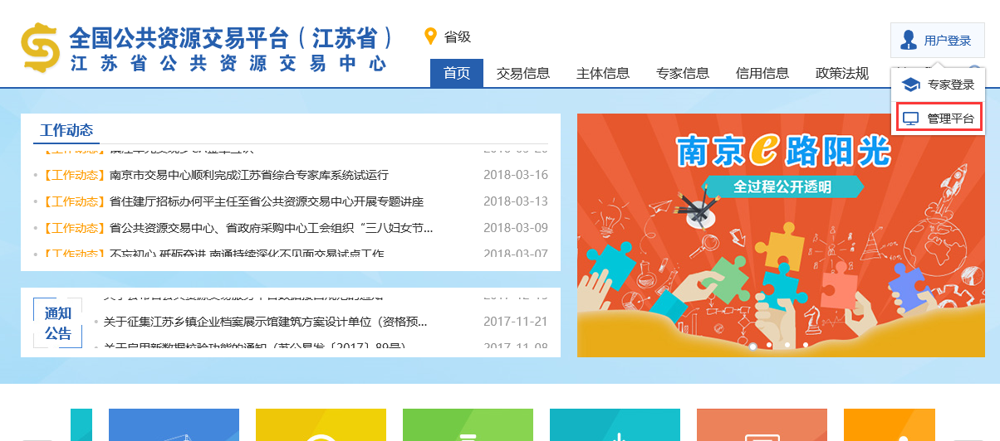 全国公共资源交易平台（江苏省）
江苏省公共资源交易中心
省级
用户登录
首页 交易信息 主体信息 专家信息 信用信息 政策法规
专家登录
管理平台
工作动态
【工作动态】南京市交易中心顺利完成江苏省综合专家库系统试运行 2018-03-16
【工作动态】省住建厅招标办何平主任至省公共资源交易中心开展专题讲座 2018-03-13
【工作动态】省公共资源交易中心、省政府采购中心工会组织“三八妇女节... 2018-03-09
【工作动态】不忘初心 砥砺奋进 南通持续深化不见面交易试点工作 2018-03-07
南京e路阳光
全过程公开透明
100%
通知
公告
关于征集江苏乡镇企业档案展示馆建筑方案设计单位（资格预... 2017-11-21
关于启用新数据校验功能的通知（苏公易发〔2017〕89号） 2017-11-08